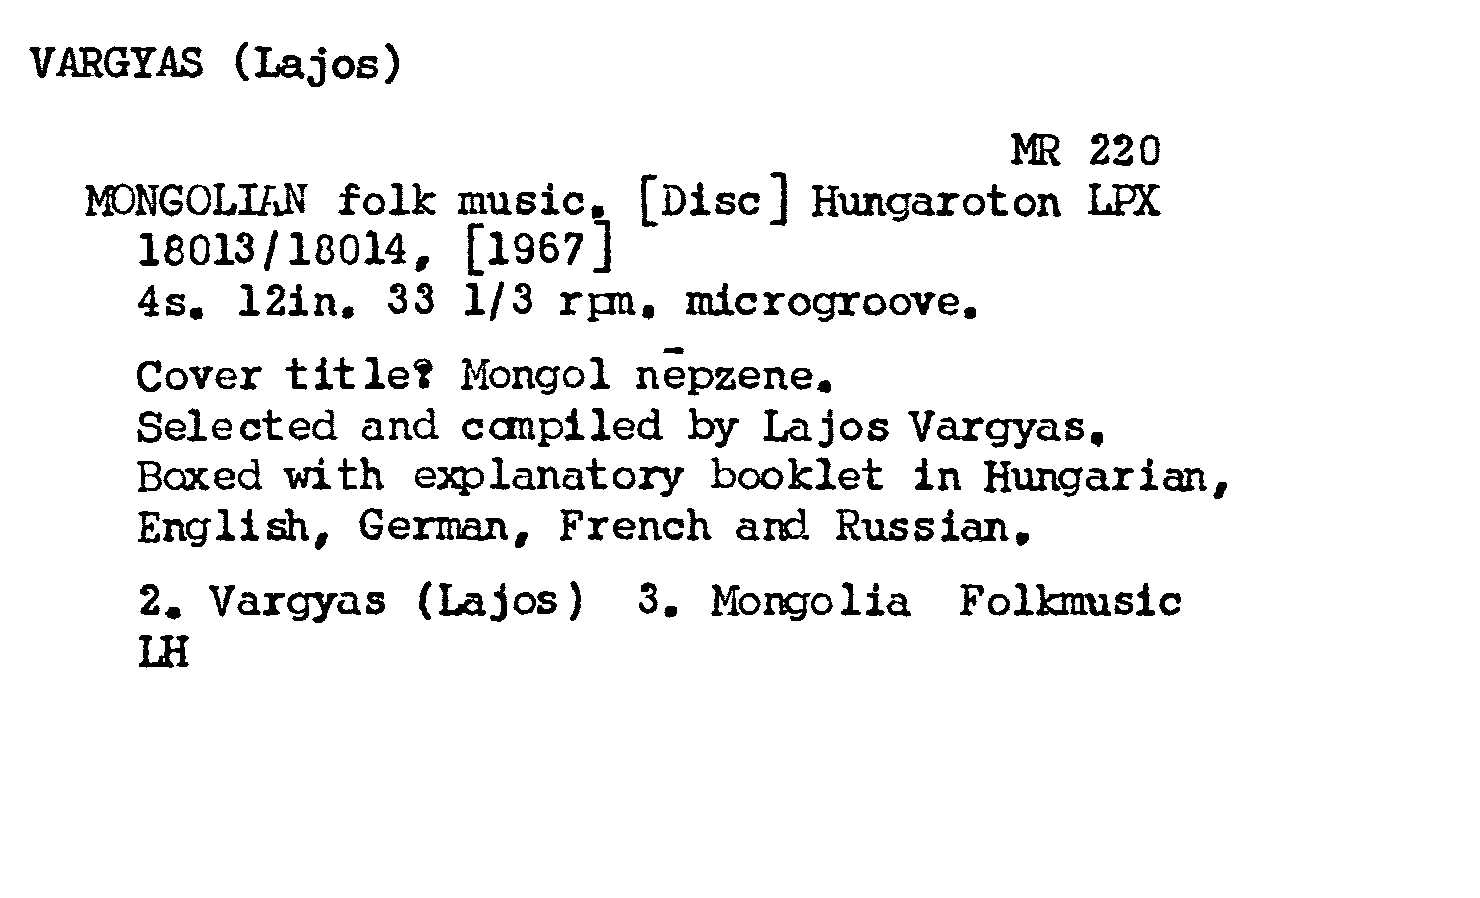 VARGYAS (Lajos)
MR 220
MONGOLIAN folk music. [Disc] Hungaroton LPX
18013/18014, [1967]
4s. 12in. 33 1/3 rpm. microgroove.
Cover title? Mongol nēpzene.
Selected and compiled by Lajos Vargyas.
Boxed with explanatory booklet in Hungarian,
English, German, French and Russian.
2. Vargyas (Lajos) 3. Mongolia Folkmusic
LH